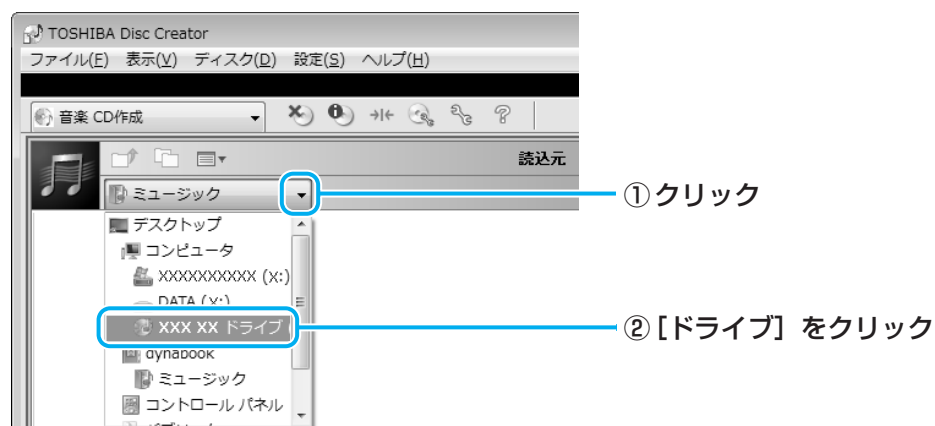 TOSHIBA Disc Creator
ファイル(F) 表示(V) ディスク(D) 設定(S) ヘルプ(H)
音楽 CD作成
読込元
ミュージック
①クリック
デスクトップ
コンピュータ
XXXXXXXXXX (X:)
DATA (X:)
XXX XX ドライブ
②[ドライブ]をクリック
dynabook
ミュージック
コントロール パネル